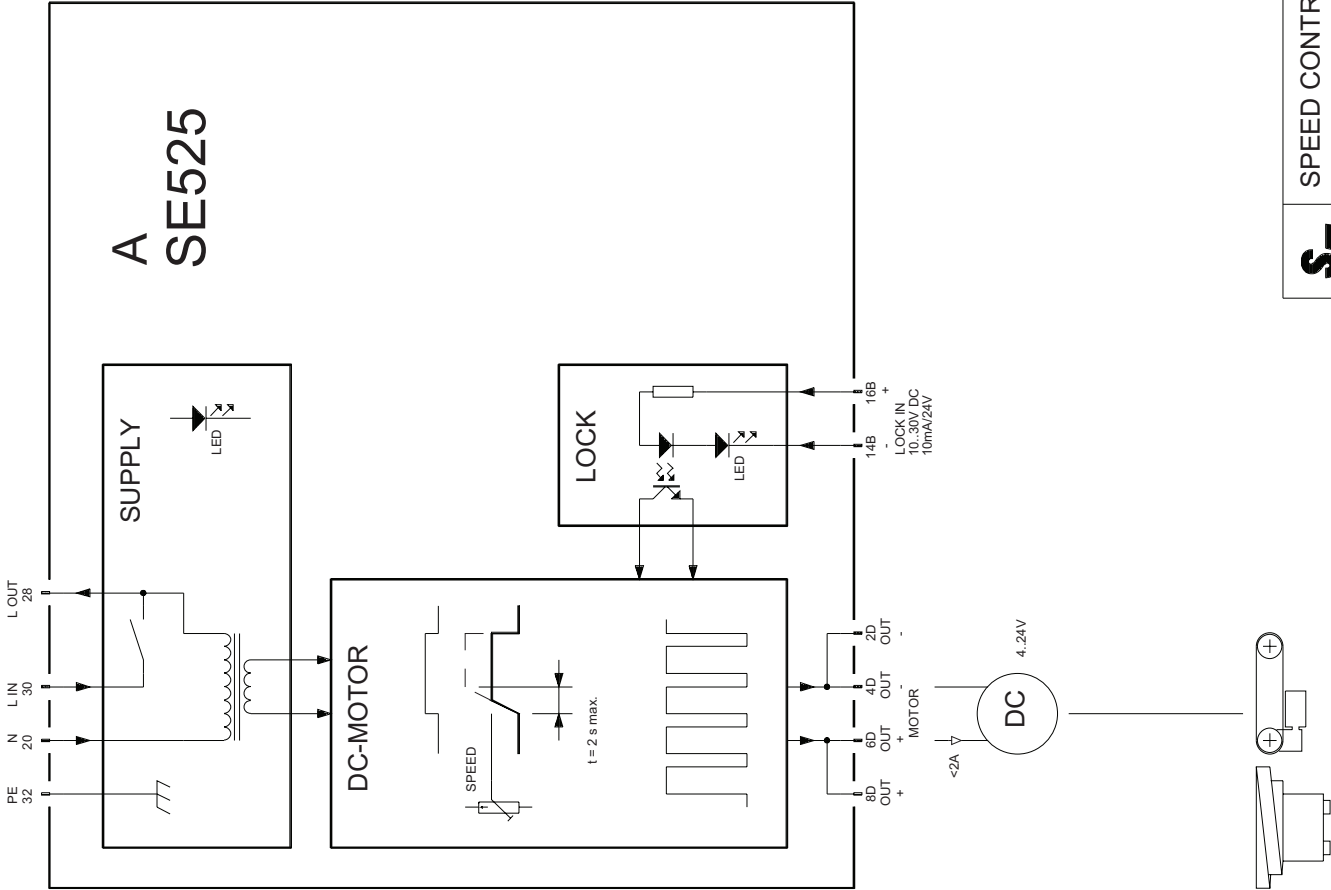 A
SE525
SUPPLY
LED
PE
32
N
20
L IN
30
L OUT
28
DC-MOTOR
SPEED
t = 2 s max.
LOCK
LED
8D
OUT
+
6D
OUT
+
4D
OUT
-
2D
OUT
-
MOTOR
14B
-
16B
+
LOCK IN
10..30V DC
10mA/24V
<2A
DC
4..24V